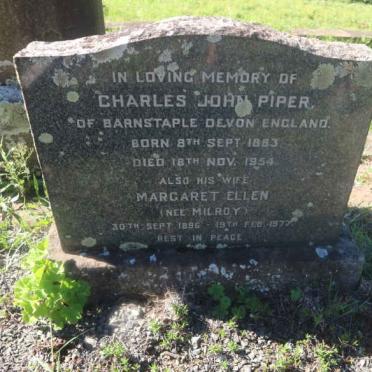 IN LOVING MEMORY OF
CHARLES JOHN PIPER,
OF BARNSTAPLE DEVON ENGLAND.
BORN 8TH SEPT 1883
DIED 18TH NOV. 1954.
ALSO HIS WIFE
MARGARET ELLEN
(NEE MILROY)
30TH SEPT 1896 - 19TH FEB. 1977.
REST IN PEACE